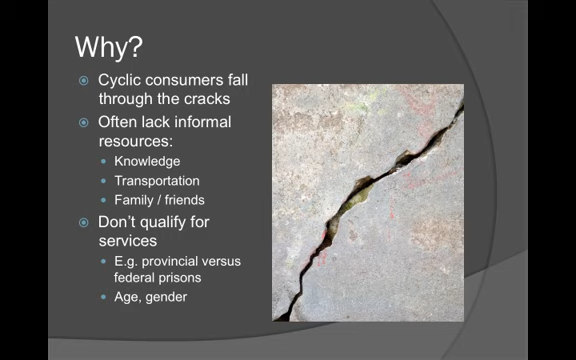 Why?
Cyclic consumers fall
through the cracks
Often lack informal
resources:
Knowledge
Transportation
Family / friends
Don't qualify for
services
E.g. provincial versus
federal prisons
Age, gender